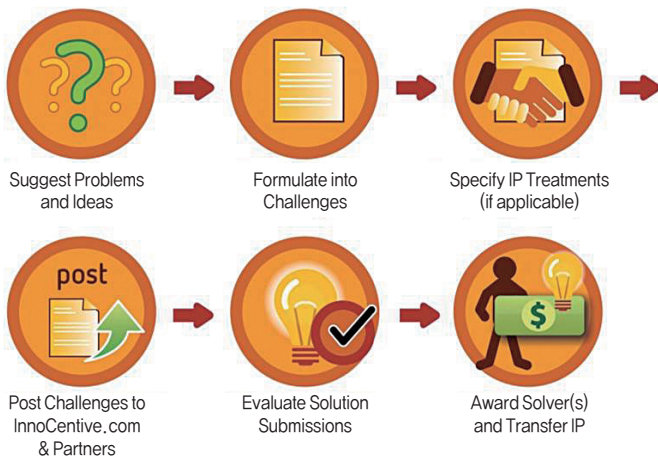 Suggest Problems
and Ideas
Formulate into
Challenges
Specify IP Treatments
(if applicable)
post
$
Post Challenges to
InnoCentive.com
& Partners
Evaluate Solution
Submissions
Award Solver(s)
and Transfer IP